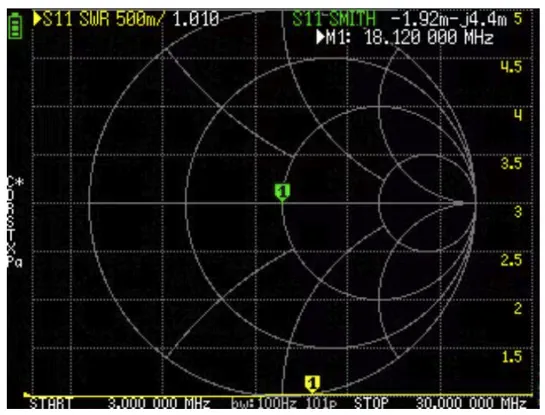 S11 SWR 500m/ 1.010 S11 SMITH -1.92m-j4.4m 5
M1: 18.120 000 MHz
4.5
4
3.5
C*
1
3
2.5
2
1.5
1
START 3.000 000 MHz bw:100Hz 101p STOP 30.000 000 MHz